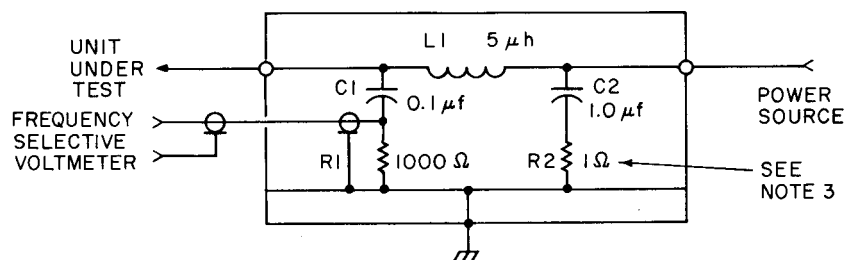 UNIT
UNDER
TEST
FREQUENCY
SELECTIVE
VOLTMETER
L1 5 μh
C1
0.1 μf
R1
1000 Ω
C2
1.0 μf
R2
1 Ω
POWER
SOURCE
SEE
NOTE 3